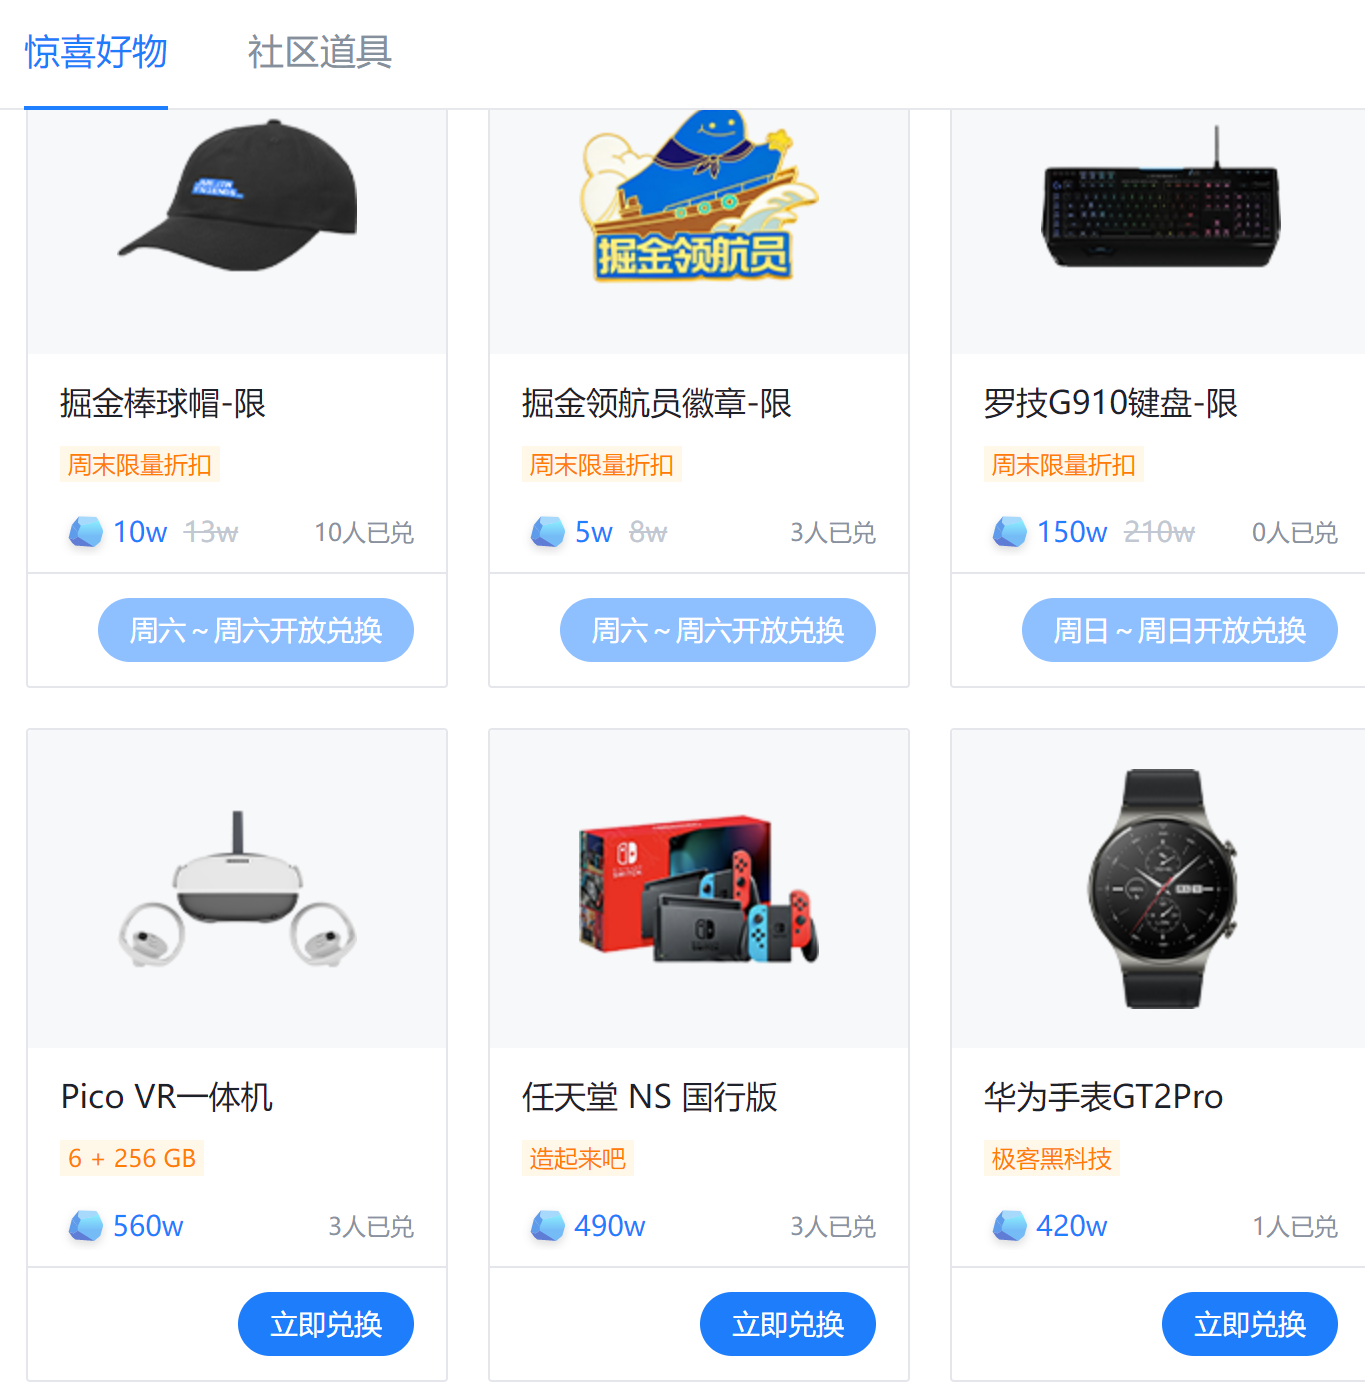 惊喜好物 社区道具
掘金领航员
掘金棒球帽-限
周末限量折扣
10w 13w 10人已兑
周六～周六开放兑换
掘金领航员徽章-限
周末限量折扣
5w 8w 3人已兑
周六～周六开放兑换
罗技G910键盘-限
周末限量折扣
150w 210w 0人已兑
周日～周日开放兑换
Pico VR一体机
6 + 256 GB
560w 3人已兑
立即兑换
任天堂 NS 国行版
造起来吧
490w 3人已兑
立即兑换
华为手表GT2Pro
极客黑科技
420w 1人已兑
立即兑换